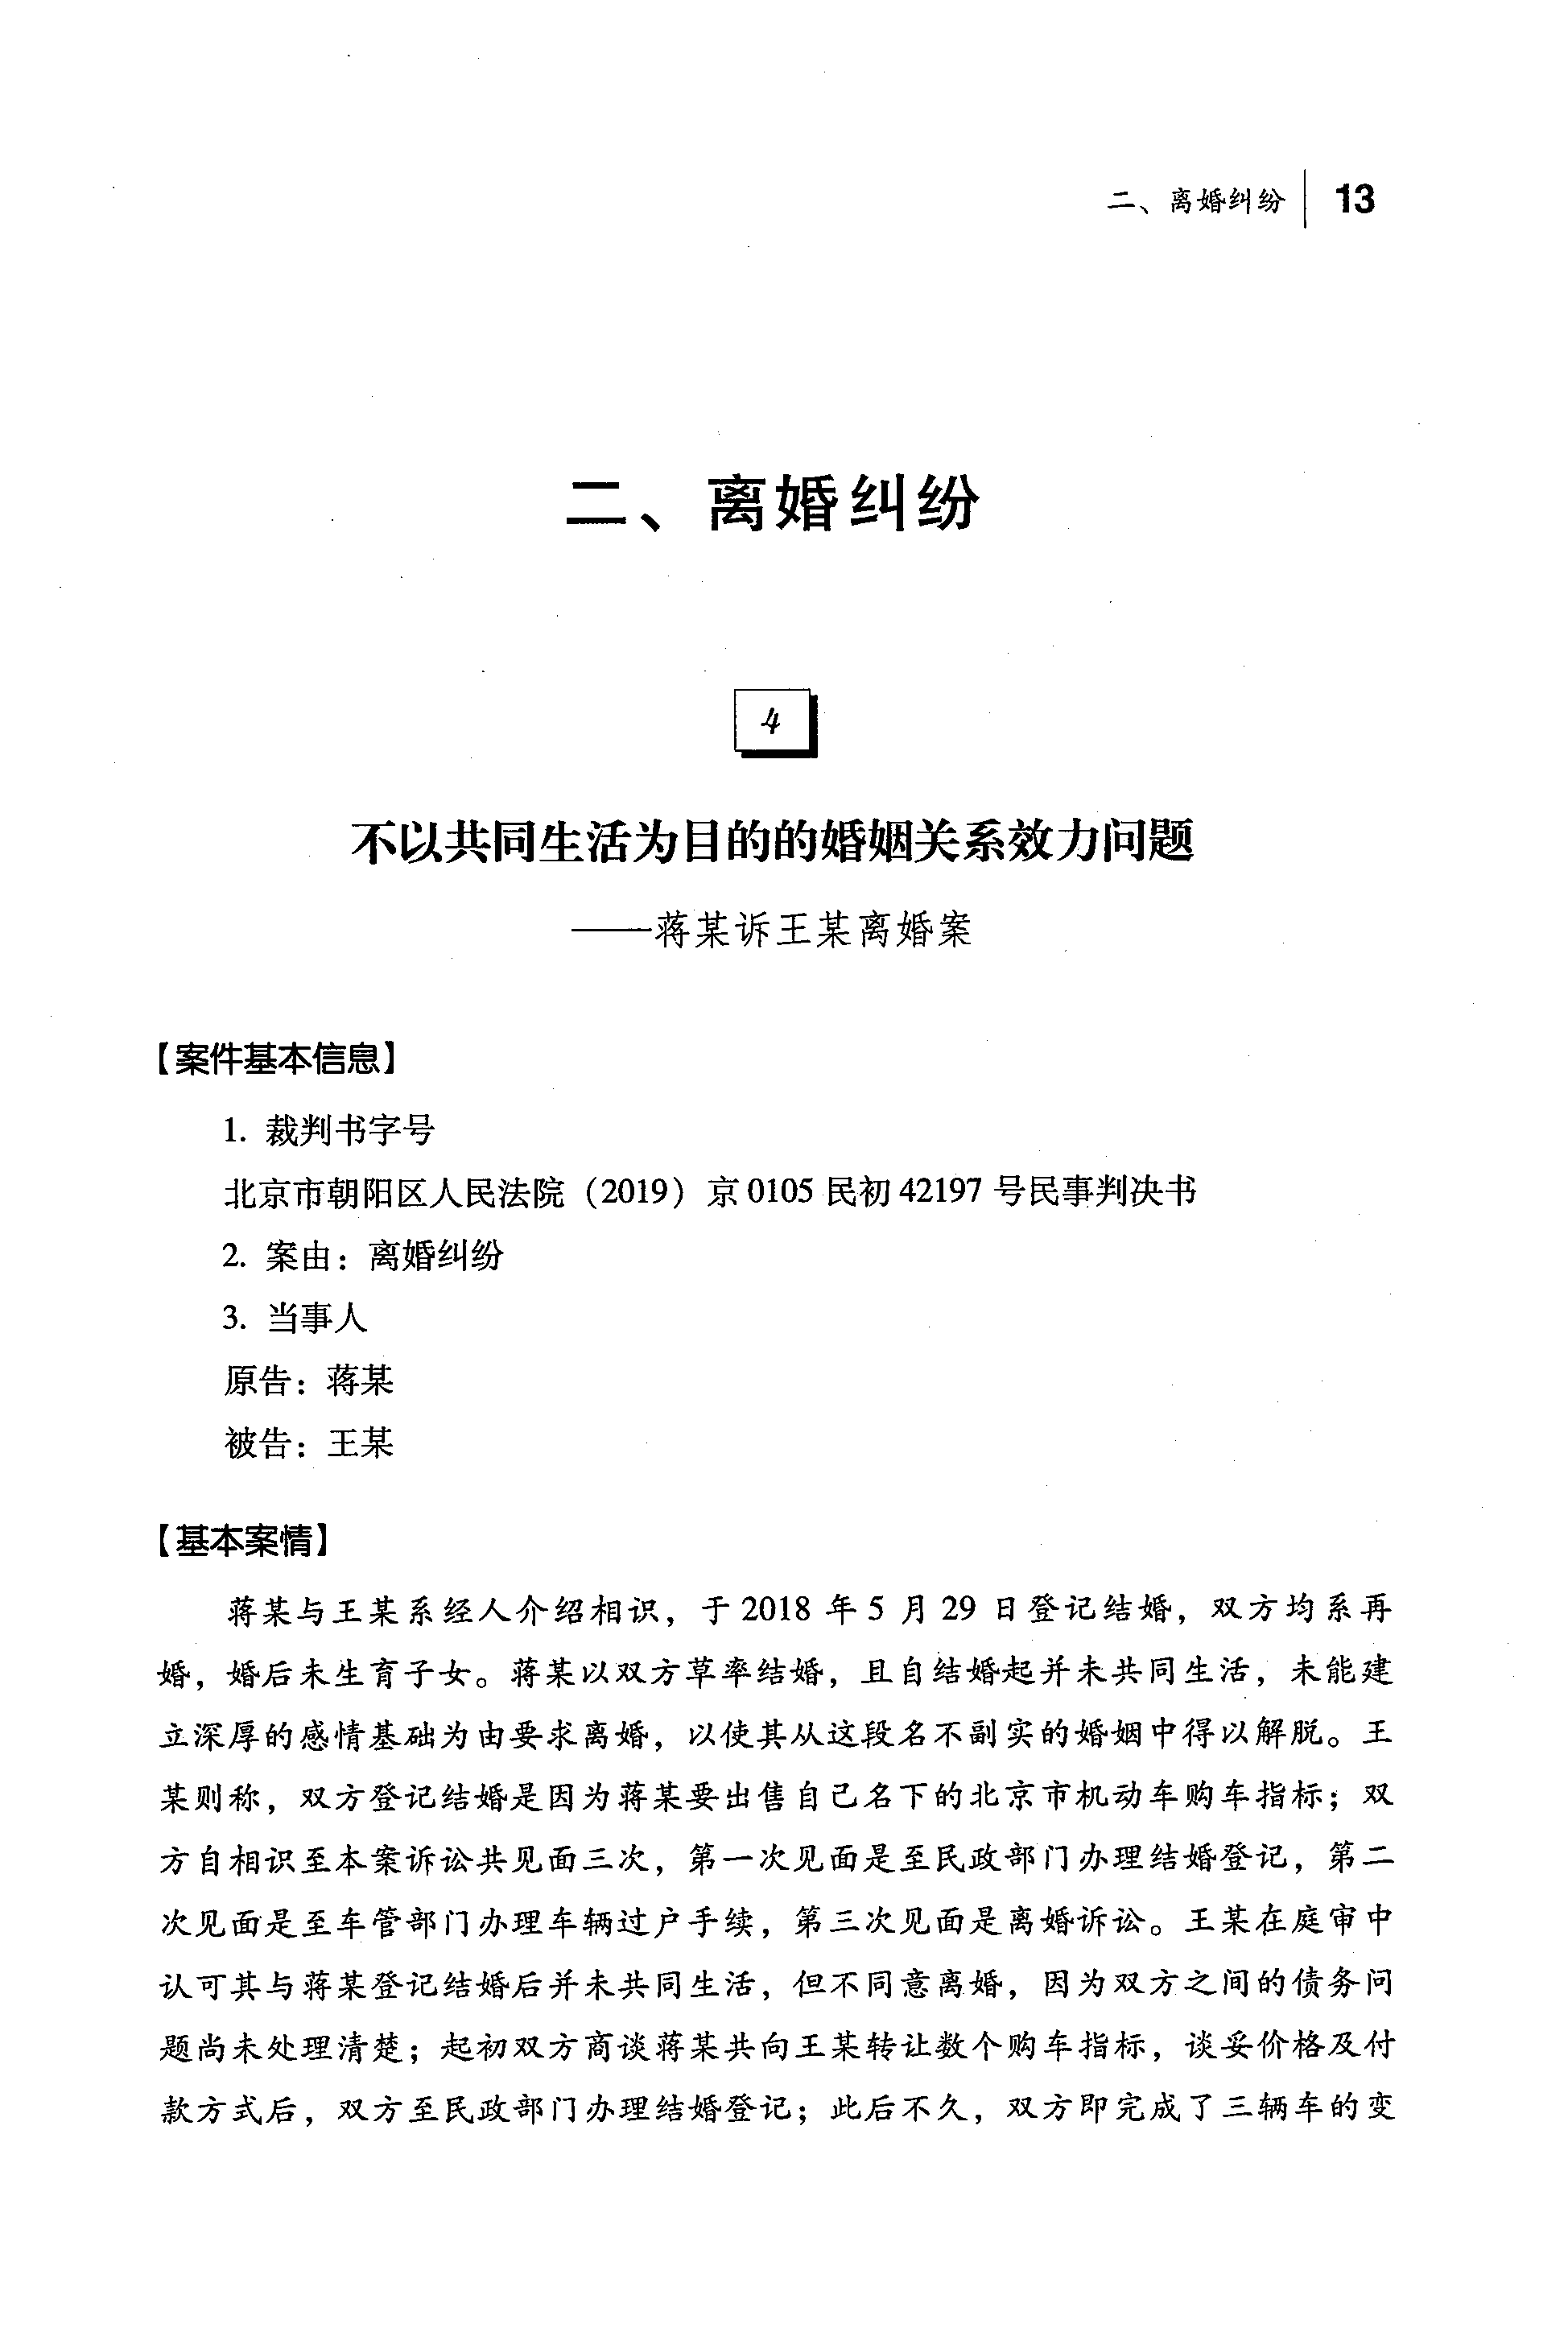 二、离婚纠纷 13
二、离婚纠纷
4
不以共同生活为目的的婚姻关系效力问题
——蒋某诉王某离婚案
【案件基本信息】
1. 裁判书字号
北京市朝阳区人民法院（2019）京 0105 民初 42197 号民事判决书
2. 案由：离婚纠纷
3. 当事人
原告：蒋某
被告：王某
【基本案情】
蒋某与王某系经人介绍相识，于 2018 年 5 月 29 日登记结婚，双方均系再
婚，婚后未生育子女。蒋某以双方草率结婚，且自结婚起并未共同生活，未能建
立深厚的感情基础为由要求离婚，以使其从这段名不副实的婚姻中得以解脱。王
某则称，双方登记结婚是因为蒋某要出售自己名下的北京市机动车购车指标；双
方自相识至本案诉讼共见面三次，第一次见面是至民政部门办理结婚登记，第二
次见面是至车管部门办理车辆过户手续，第三次见面是离婚诉讼。王某在庭审中
认可其与蒋某登记结婚后并未共同生活，但不同意离婚，因为双方之间的债务问
题尚未处理清楚；起初双方商谈蒋某共向王某转让数个购车指标，谈妥价格及付
款方式后，双方至民政部门办理结婚登记；此后不久，双方即完成了三辆车的变